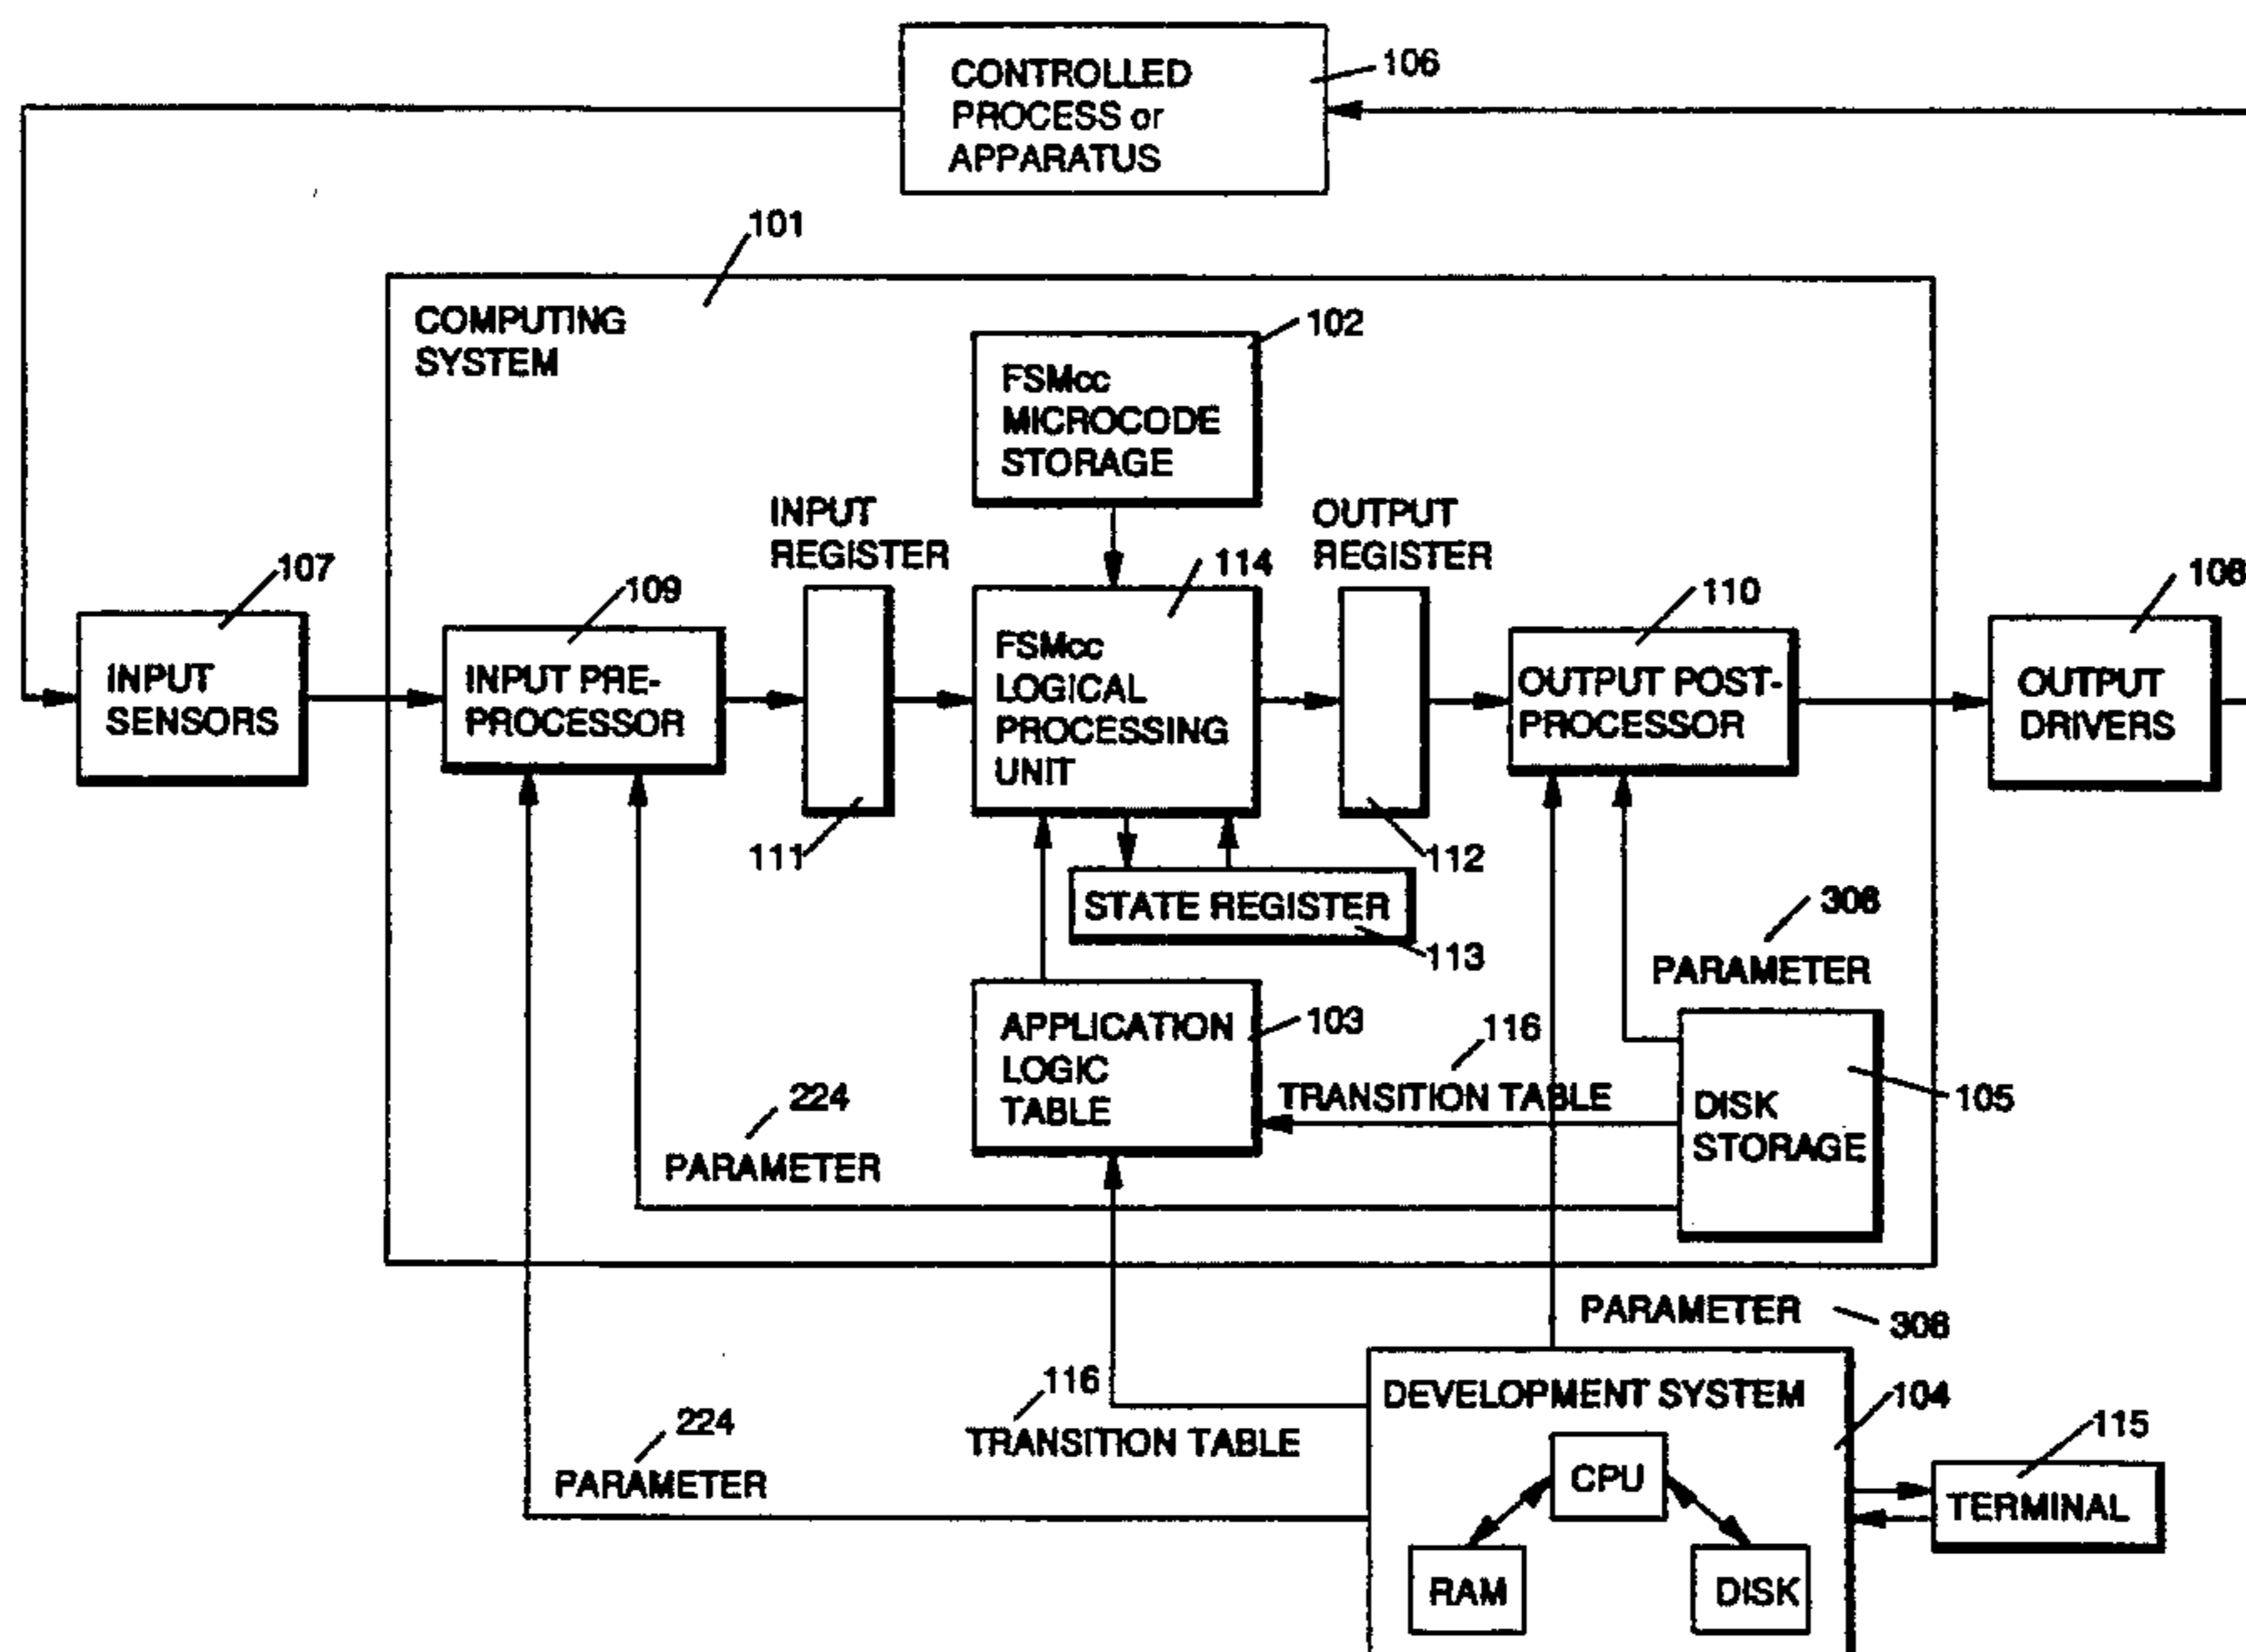 CONTROLLED
PROCESS or
APPARATUS
106
101
COMPUTING
SYSTEM
102
FSMcc
MICROCODE
STORAGE
INPUT
REGISTER
OUTPUT
REGISTER
107
INPUT
SENSORS
109
INPUT PRE-
PROCESSOR
111
114
FSMcc
LOGICAL
PROCESSING
UNIT
112
110
OUTPUT POST-
PROCESSOR
108
OUTPUT
DRIVERS
STATE REGISTER
113
306
PARAMETER
APPLICATION
LOGIC
TABLE
103
116
TRANSITION TABLE
DISK
STORAGE
105
224
PARAMETER
PARAMETER
306
116
TRANSITION TABLE
224
PARAMETER
DEVELOPMENT SYSTEM
104
CPU
RAM
DISK
115
TERMINAL